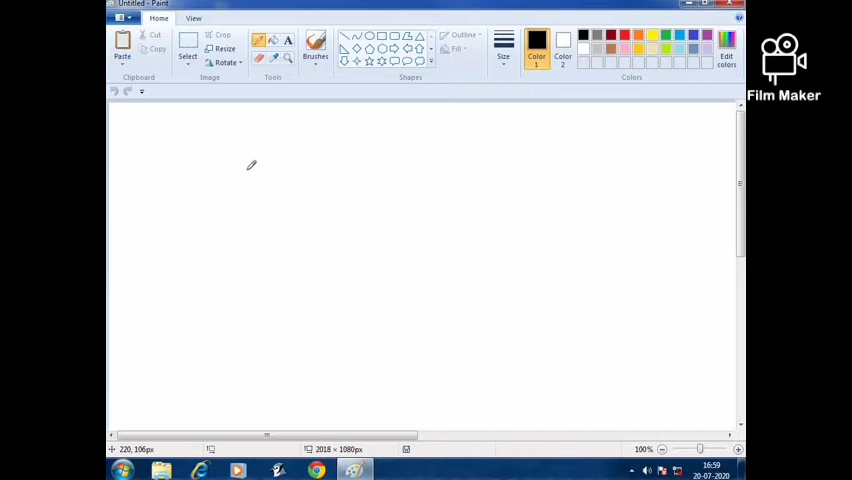 Untitled - Paint
Home View
Paste
Cut
Copy
Clipboard
Select
Crop
Resize
Rotate
Image
A
Tools
Brushes
Outline
Fill
Shapes
Size
Color 1
Color 2
Edit colors
Colors
Film Maker
220, 106px
2018 × 1080px
100%
16:59
20-07-2020